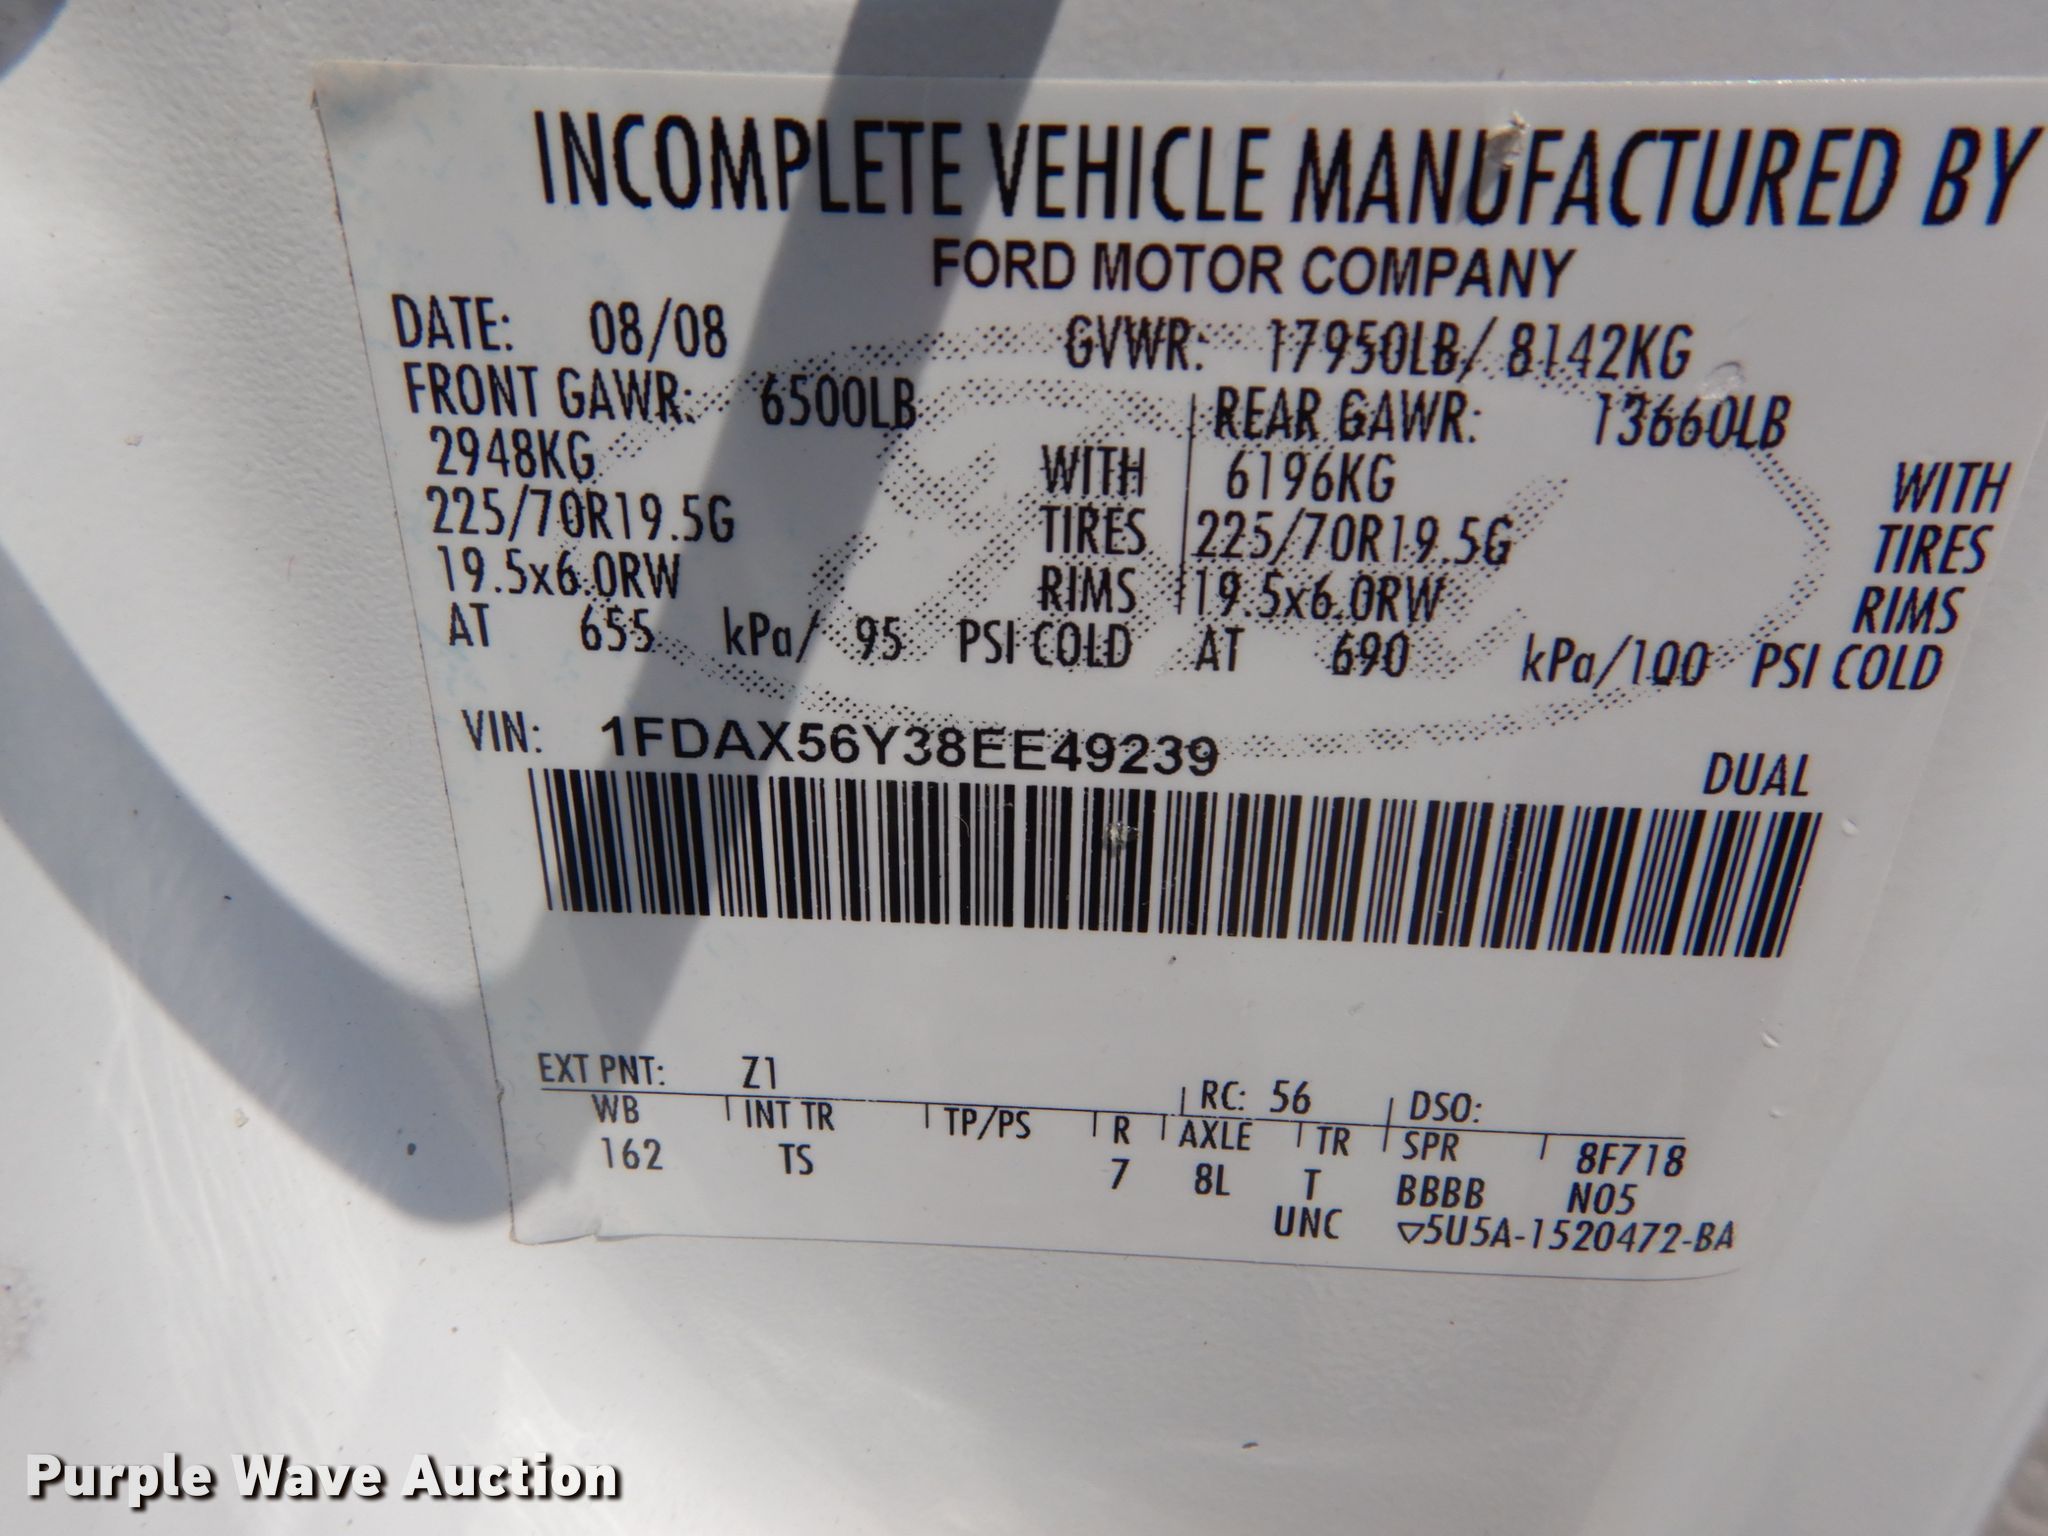 INCOMPLETE VEHICLE MANUFACTURED BY
FORD MOTOR COMPANY
DATE: 08/08 GVWR: 17950LB/ 8142KG
FRONT GAWR: 6500LB REAR GAWR: 13660LB
2948KG WITH 6196KG WITH
225/70R19.5G TIRES 225/70R19.5G TIRES
19.5x6.0RW RIMS 19.5x6.0RW RIMS
AT 655 kPa/ 95 PSI COLD AT 690 kPa/100 PSI COLD
VIN: 1FDAX56Y38EE49239
DUAL
EXT PNT: Z1 RC: 56 DSO:
WB INT TR TP/PS R AXLE TR SPR 8F718
162 TS 7 8L T BBBB N05
UNC ▽5U5A-1520472-BA
Purple Wave Auction